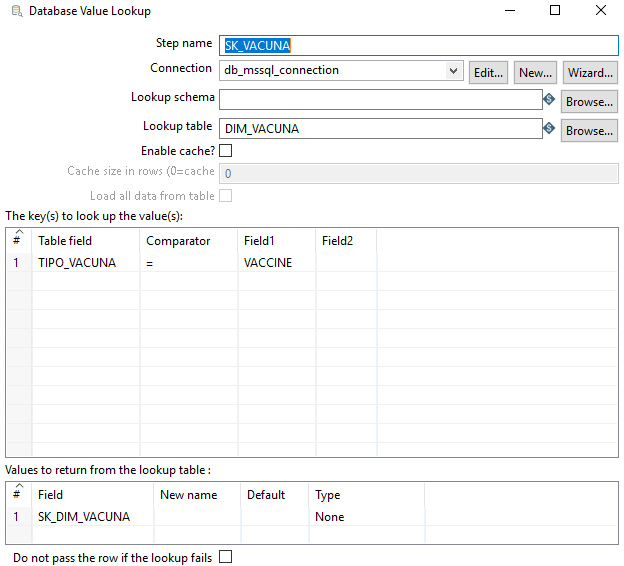 Database Value Lookup
Step name SK_VACUNA
Connection db_mssql_connection Edit... New... Wizard...
Lookup schema Browse...
Lookup table DIM_VACUNA Browse...
Enable cache?
Cache size in rows (0=cache 0
Load all data from table
The key(s) to look up the value(s):
# Table field Comparator Field1 Field2
1 TIPO_VACUNA = VACCINE
Values to return from the lookup table :
# Field New name Default Type
1 SK_DIM_VACUNA None
Do not pass the row if the lookup fails